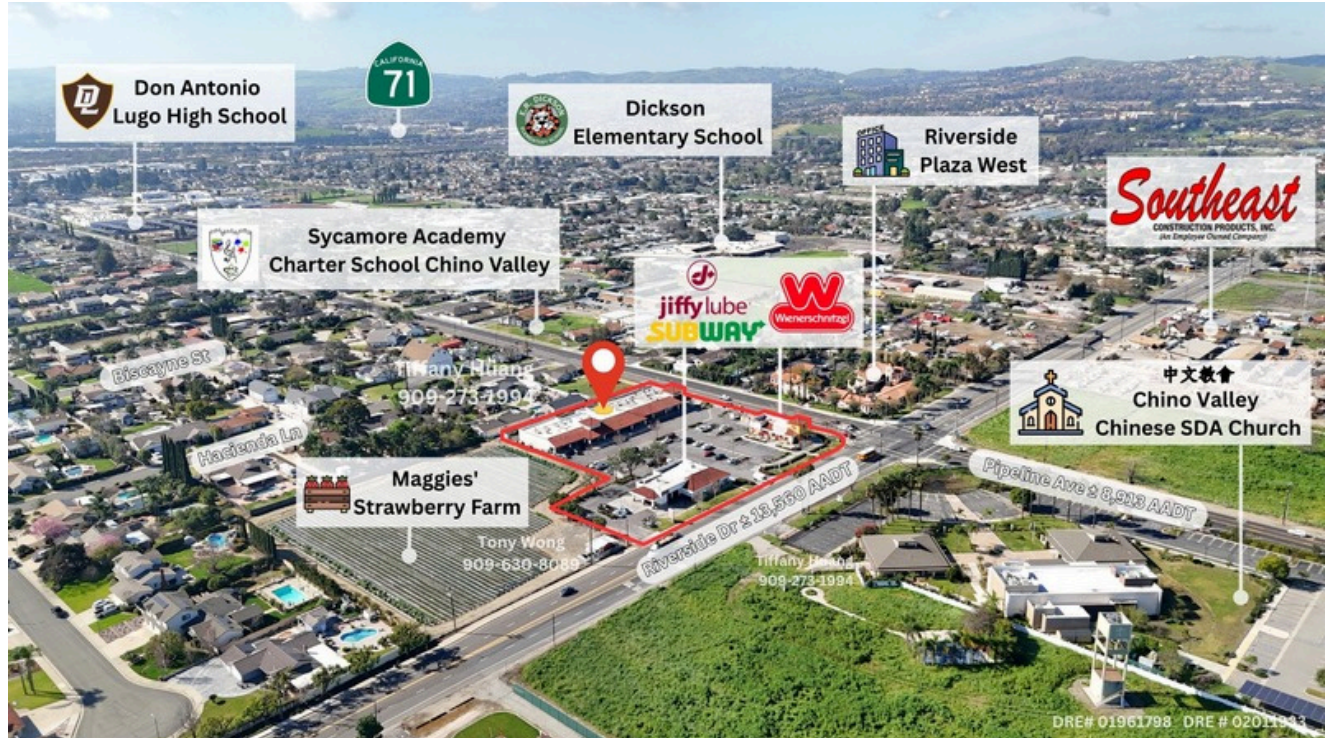 Don Antonio
Lugo High School
CALIFORNIA
71
Dickson
Elementary School
OFFICE
Riverside
Plaza West
Southeast
CONSTRUCTION PRODUCTS, INC.
(An Employee Owned Company)
Sycamore Academy
Charter School Chino Valley
jiffy lube
SUBWAY
W
Wienerschnitzel
Biscayne St
Tiffany Huang
909-273-1994
中文教會
Chino Valley
Chinese SDA Church
Hacienda Ln
Maggies'
Strawberry Farm
Pipeline Ave ± 8,913 AADT
Riverside Dr ± 13,560 AADT
Tony Wong
909-630-8089
Tiffany Huang
909-273-1994
DRE# 01961798 DRE # 02011933